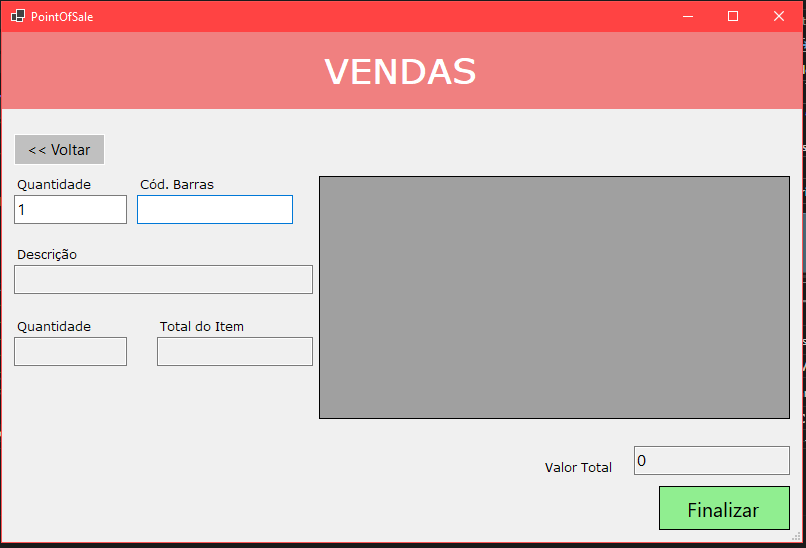 PointOfSale
VENDAS
<< Voltar
Quantidade
Cód. Barras
1
Descrição
Quantidade
Total do Item
Valor Total
0
Finalizar